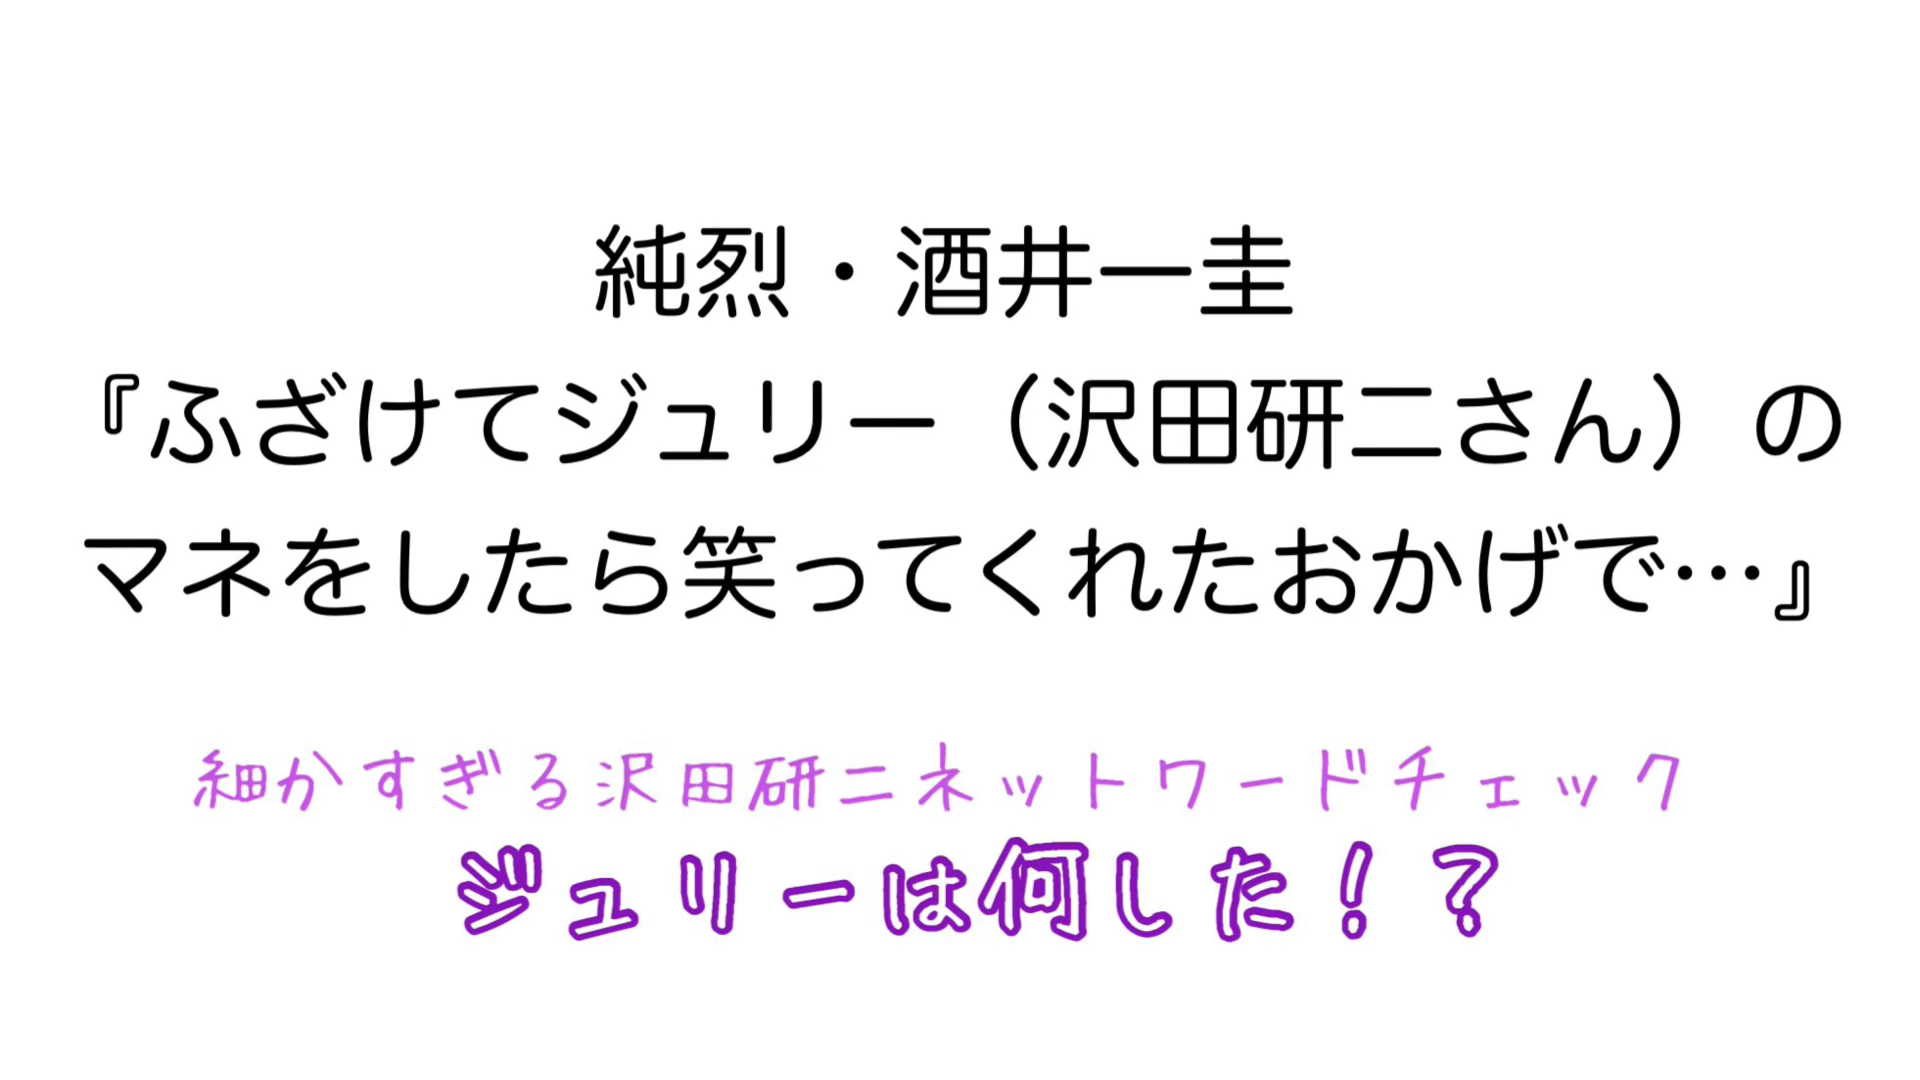 純烈・酒井一圭
『ふざけてジュリー（沢田研二さん）の
マネをしたら笑ってくれたおかげで…』
細かすぎる沢田研二ネットワードチェック
ジュリーは何した！？